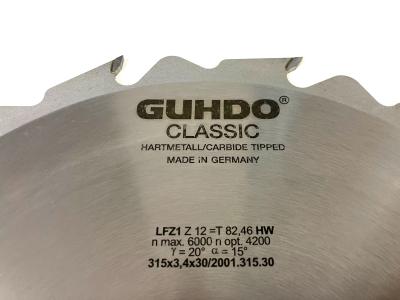 GUHDO®
CLASSIC
HARTMETALL/CARBIDE TIPPED
MADE IN GERMANY
LFZ1 Z 12 =T 82,46 HW
n max. 6000 n opt. 4200
γ = 20° α = 15°
315x3,4x30/2001.315.30